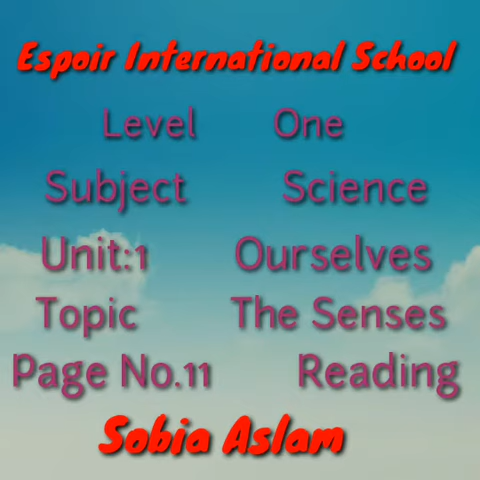 Espoir International School
Level One
Subject Science
Unit:1 Ourselves
Topic The Senses
Page No.11 Reading
Sobia Aslam